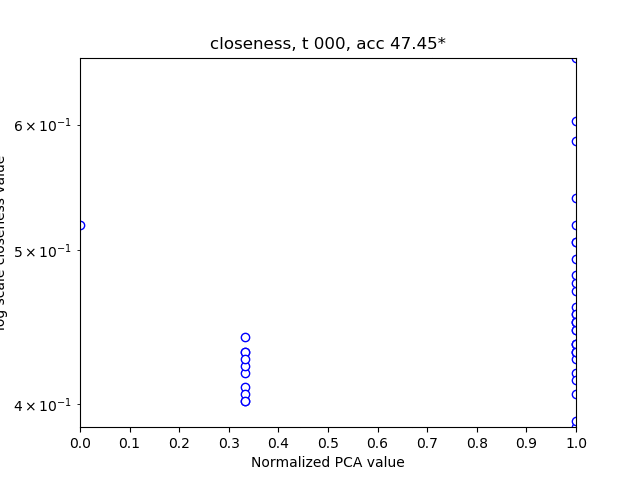 closeness, t 000, acc 47.45*
6 × 10⁻¹
5 × 10⁻¹
4 × 10⁻¹
log scale closeness value
0.0 0.1 0.2 0.3 0.4 0.5 0.6 0.7 0.8 0.9 1.0
Normalized PCA value